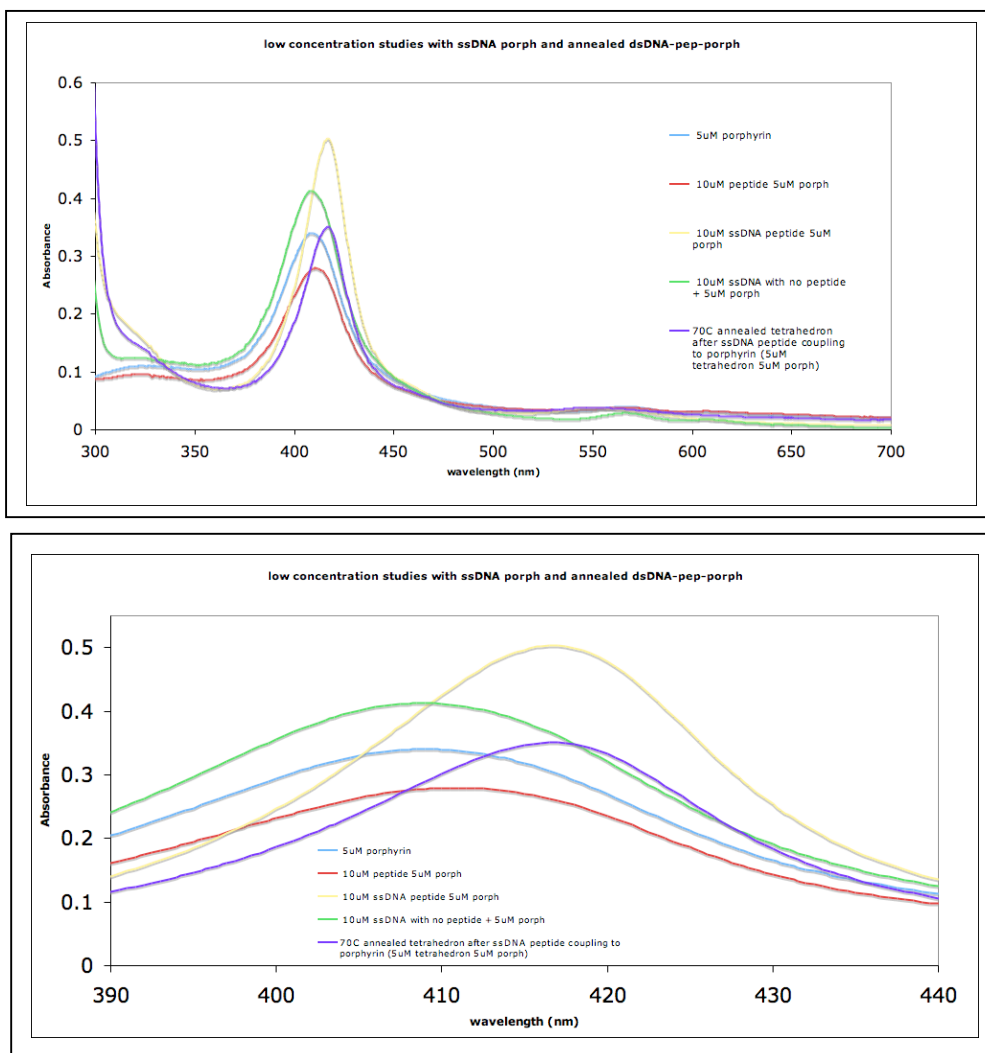 low concentration studies with ssDNA porph and annealed dsDNA-pep-porph
0.6
0.5
0.4
0.3
0.2
0.1
0
Absorbance
300 350 400 450 500 550 600 650 700
wavelength (nm)
5uM porphyrin
10uM peptide 5uM porph
10uM ssDNA peptide 5uM
porph
10uM ssDNA with no peptide
+ 5uM porph
70C annealed tetrahedron
after ssDNA peptide coupling
to porphyrin (5uM
tetrahedron 5uM porph)
low concentration studies with ssDNA porph and annealed dsDNA-pep-porph
0.5
0.4
0.3
0.2
0.1
0
Absorbance
390 400 410 420 430 440
wavelength (nm)
5uM porphyrin
10uM peptide 5uM porph
10uM ssDNA peptide 5uM porph
10uM ssDNA with no peptide + 5uM porph
70C annealed tetrahedron after ssDNA peptide coupling to
porphyrin (5uM tetrahedron 5uM porph)